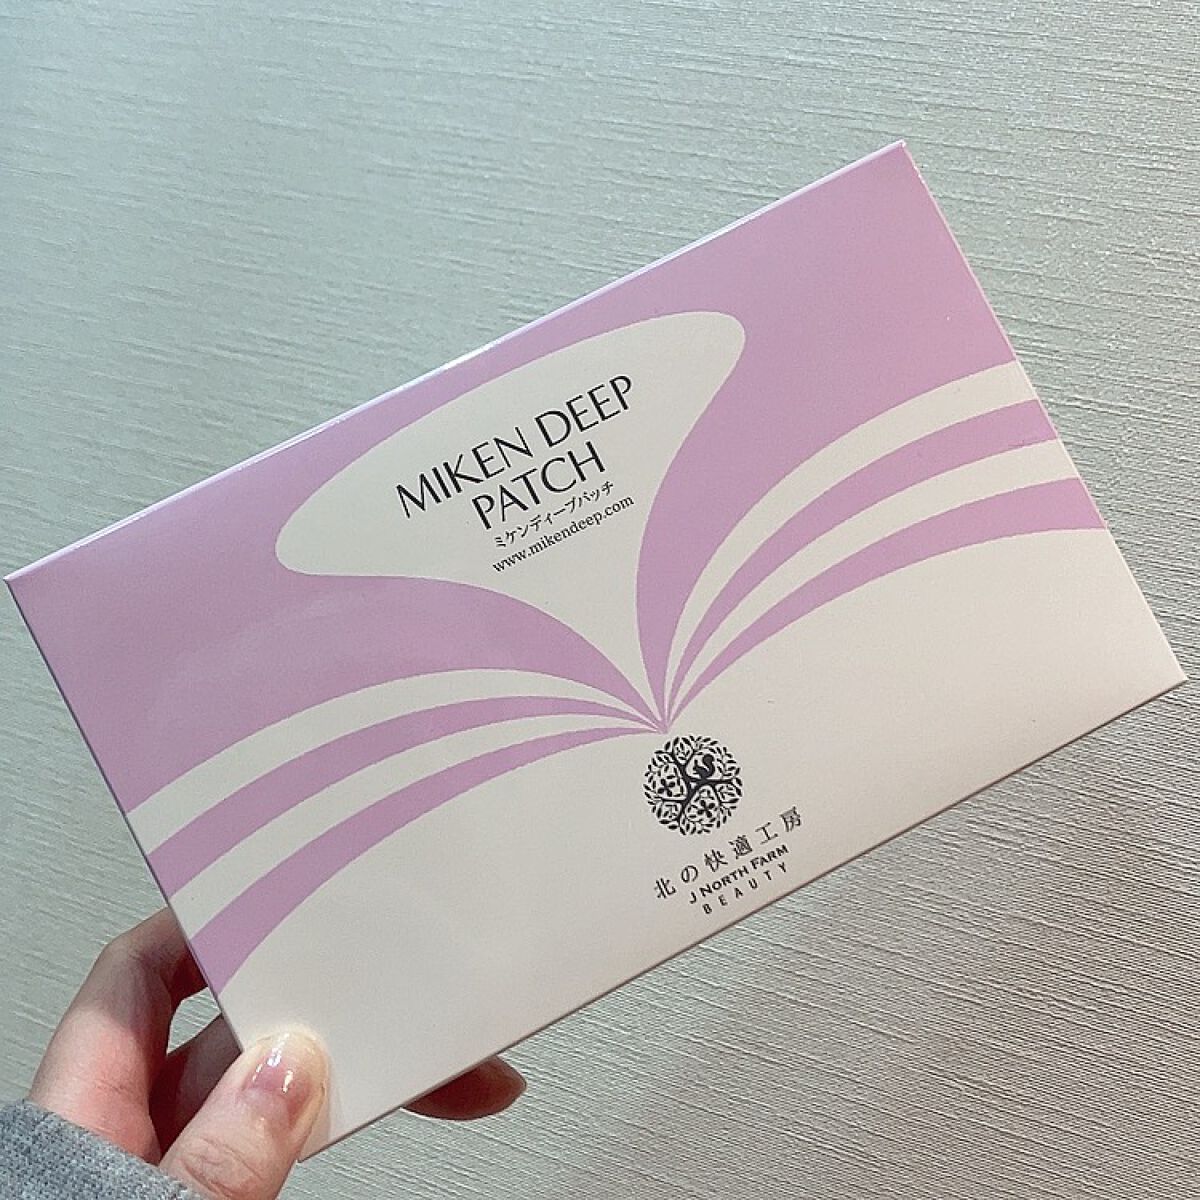 MIKEN DEEP
PATCH
ミケンディープパッチ
www.mikendeep.com
北の快適工房
J NORTH FARM
BEAUTY